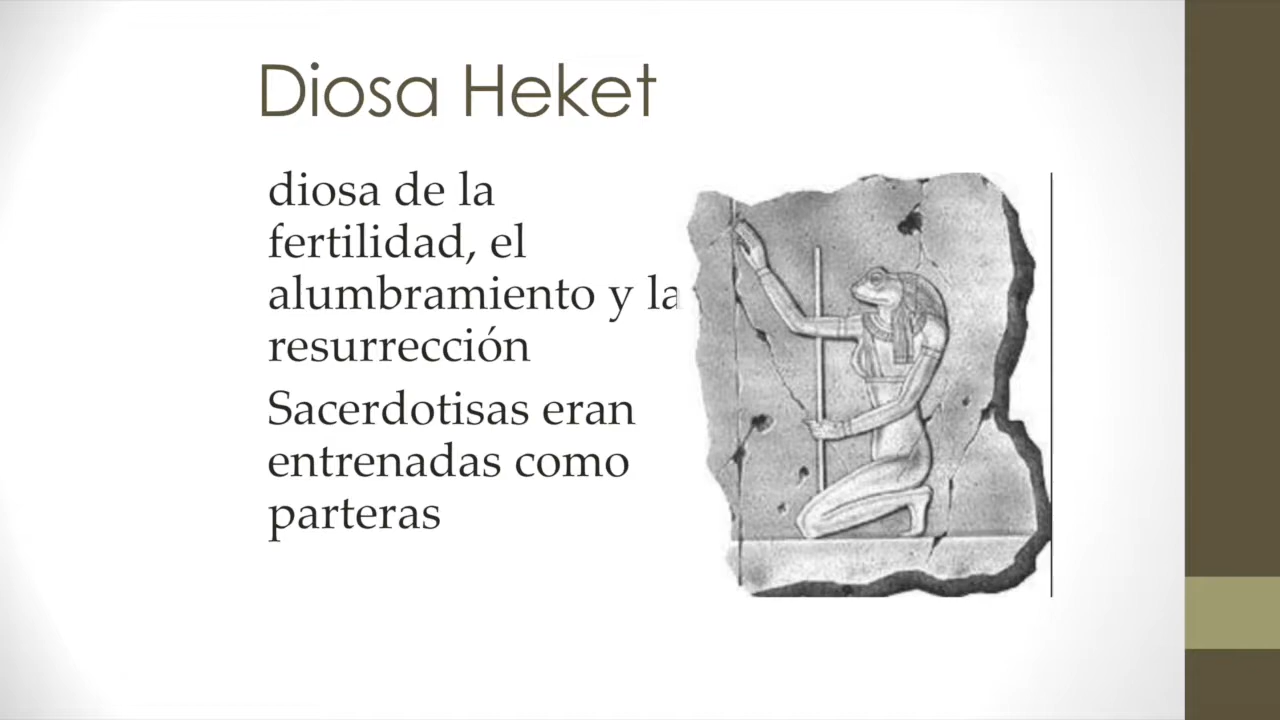 Diosa Heket
diosa de la
fertilidad, el
alumbramiento y la
resurrección
Sacerdotisas eran
entrenadas como
parteras